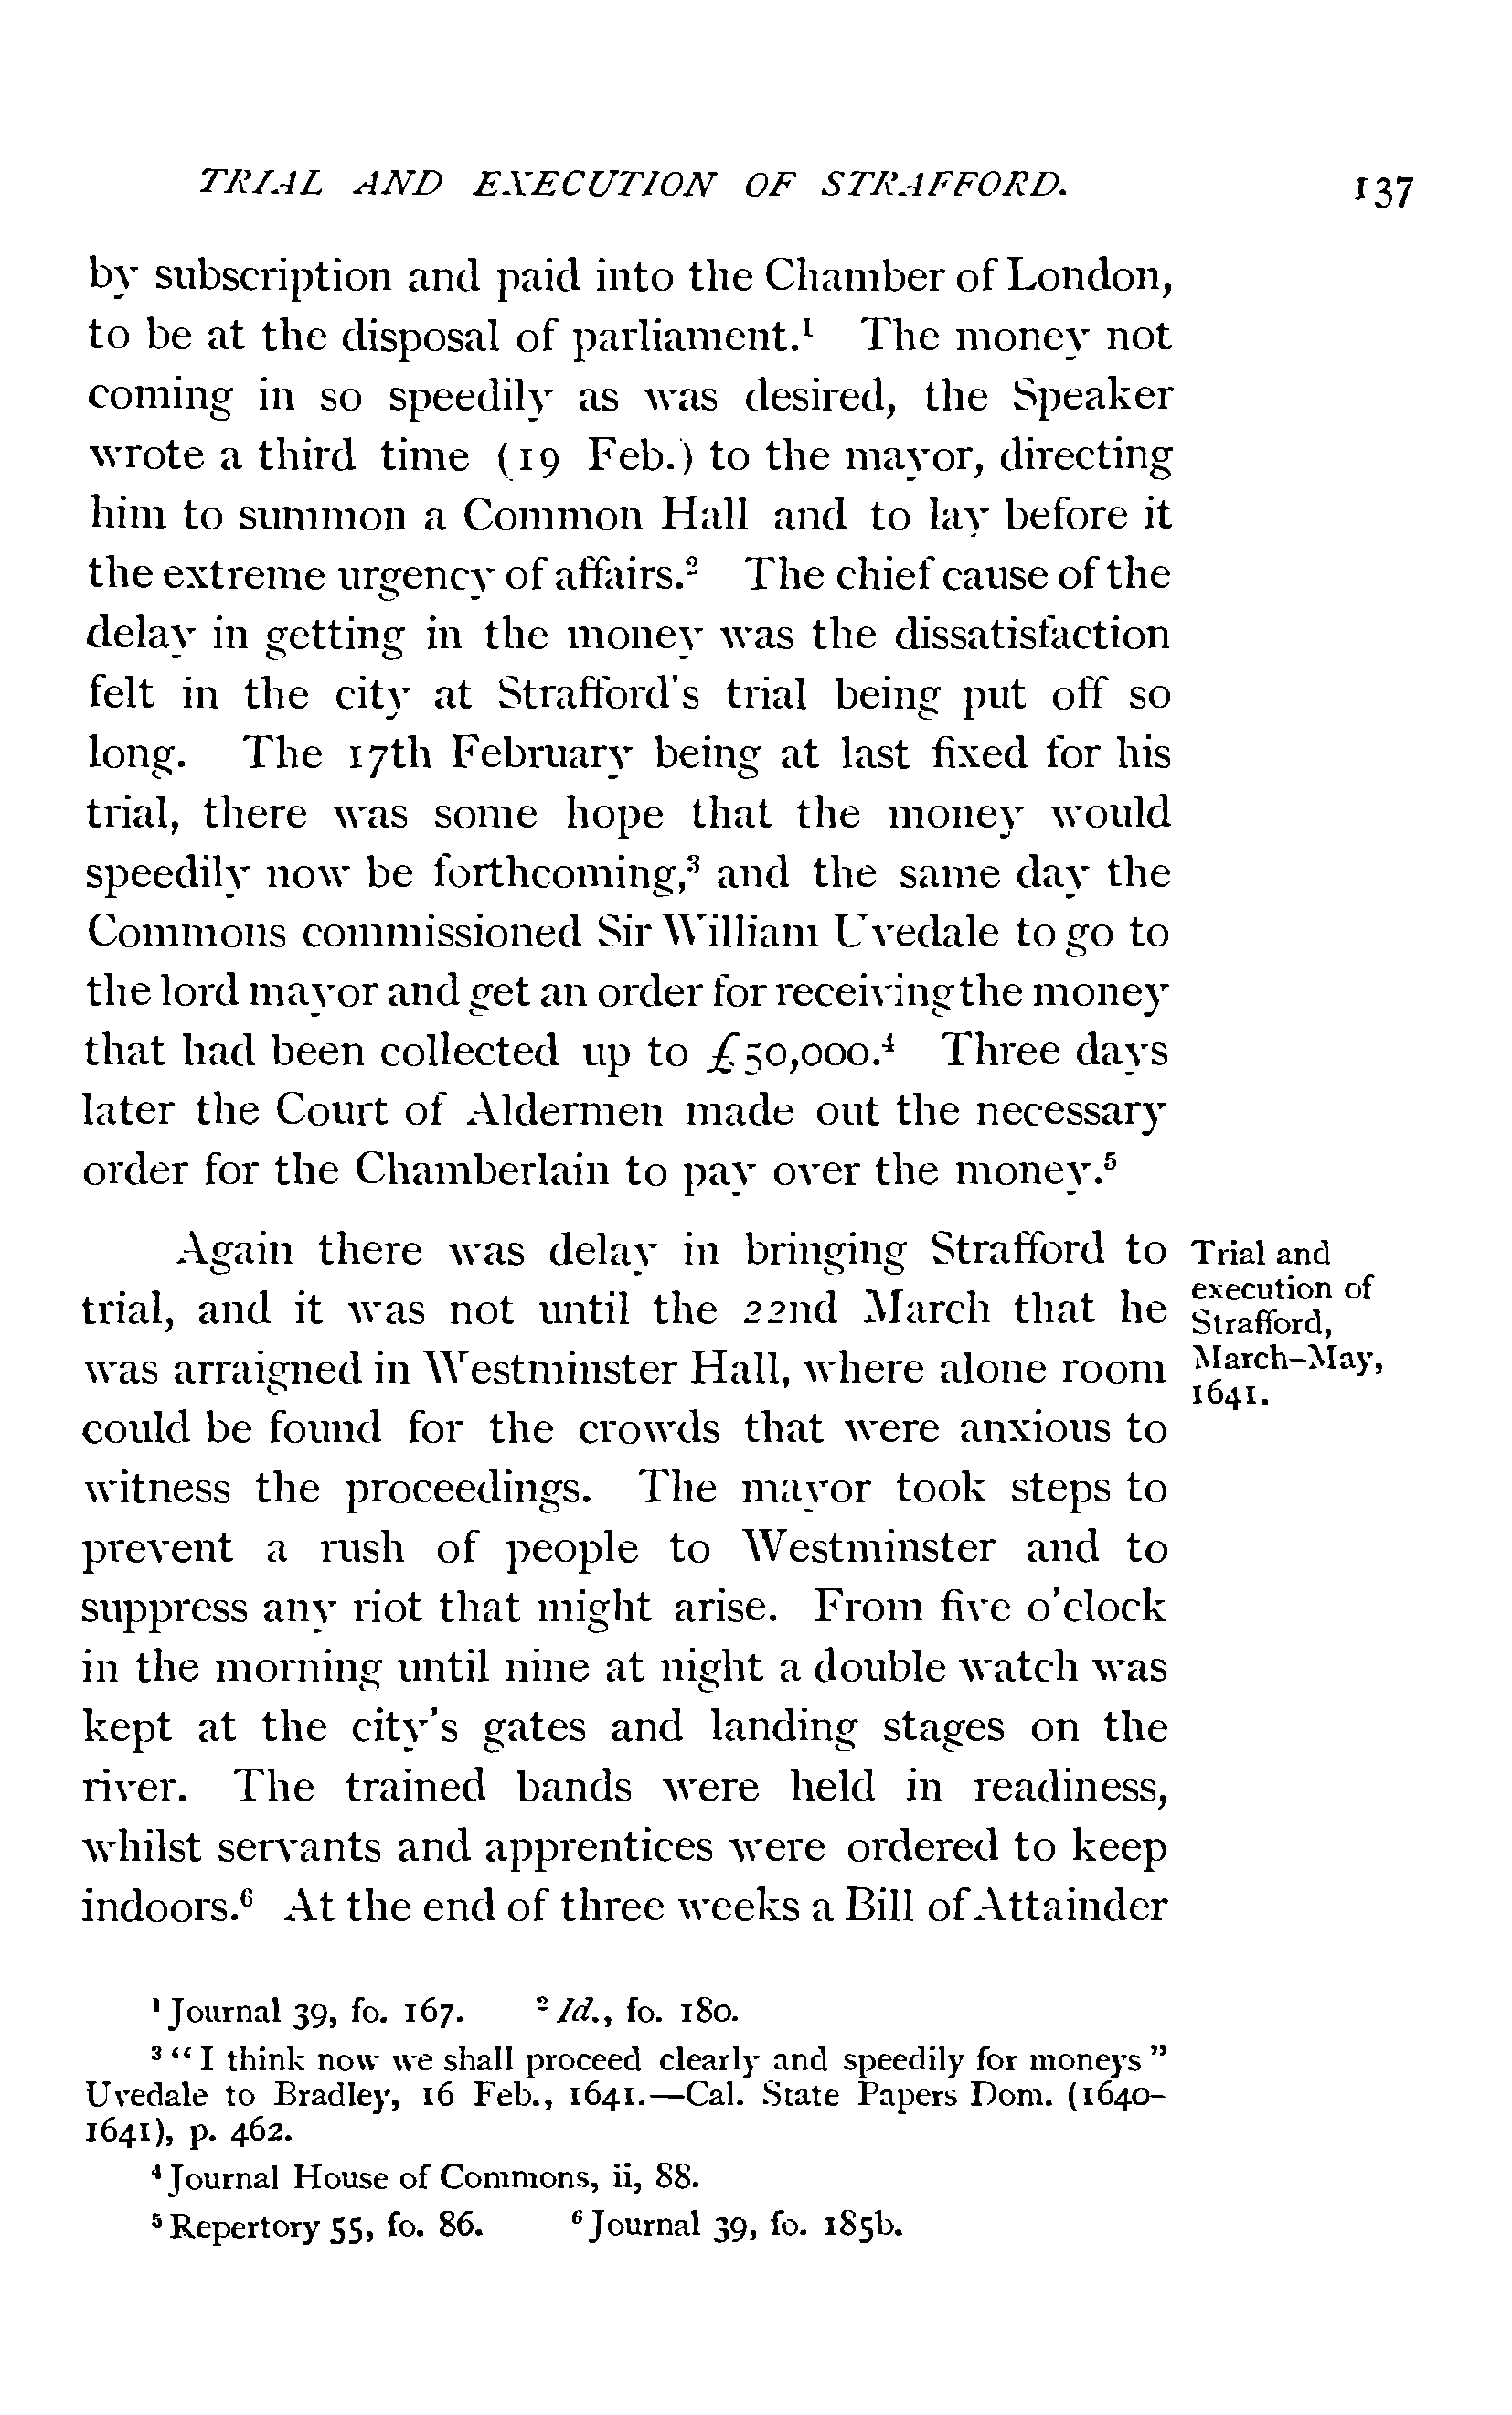 TRIAL AND EXECUTION OF STRAFFORD. 137
by subscription and paid into the Chamber of London,
to be at the disposal of parliament.¹ The money not
coming in so speedily as was desired, the Speaker
wrote a third time (19 Feb.) to the mayor, directing
him to summon a Common Hall and to lay before it
the extreme urgency of affairs.² The chief cause of the
delay in getting in the money was the dissatisfaction
felt in the city at Strafford's trial being put off so
long. The 17th February being at last fixed for his
trial, there was some hope that the money would
speedily now be forthcoming,³ and the same day the
Commons commissioned Sir William Uvedale to go to
the lord mayor and get an order for receiving the money
that had been collected up to £50,000.⁴ Three days
later the Court of Aldermen made out the necessary
order for the Chamberlain to pay over the money.⁵
Again there was delay in bringing Strafford to
trial, and it was not until the 22nd March that he
was arraigned in Westminster Hall, where alone room
could be found for the crowds that were anxious to
witness the proceedings. The mayor took steps to
prevent a rush of people to Westminster and to
suppress any riot that might arise. From five o'clock
in the morning until nine at night a double watch was
kept at the city's gates and landing stages on the
river. The trained bands were held in readiness,
whilst servants and apprentices were ordered to keep
indoors.⁶ At the end of three weeks a Bill of Attainder
Trial and
execution of
Strafford,
March–May,
1641.
¹ Journal 39, fo. 167. ² Id., fo. 180.
³ "I think now we shall proceed clearly and speedily for moneys"
Uvedale to Bradley, 16 Feb., 1641.—Cal. State Papers Dom. (1640-
1641), p. 462.
⁴ Journal House of Commons, ii, 88.
⁵ Repertory 55, fo. 86. ⁶ Journal 39, fo. 185b.